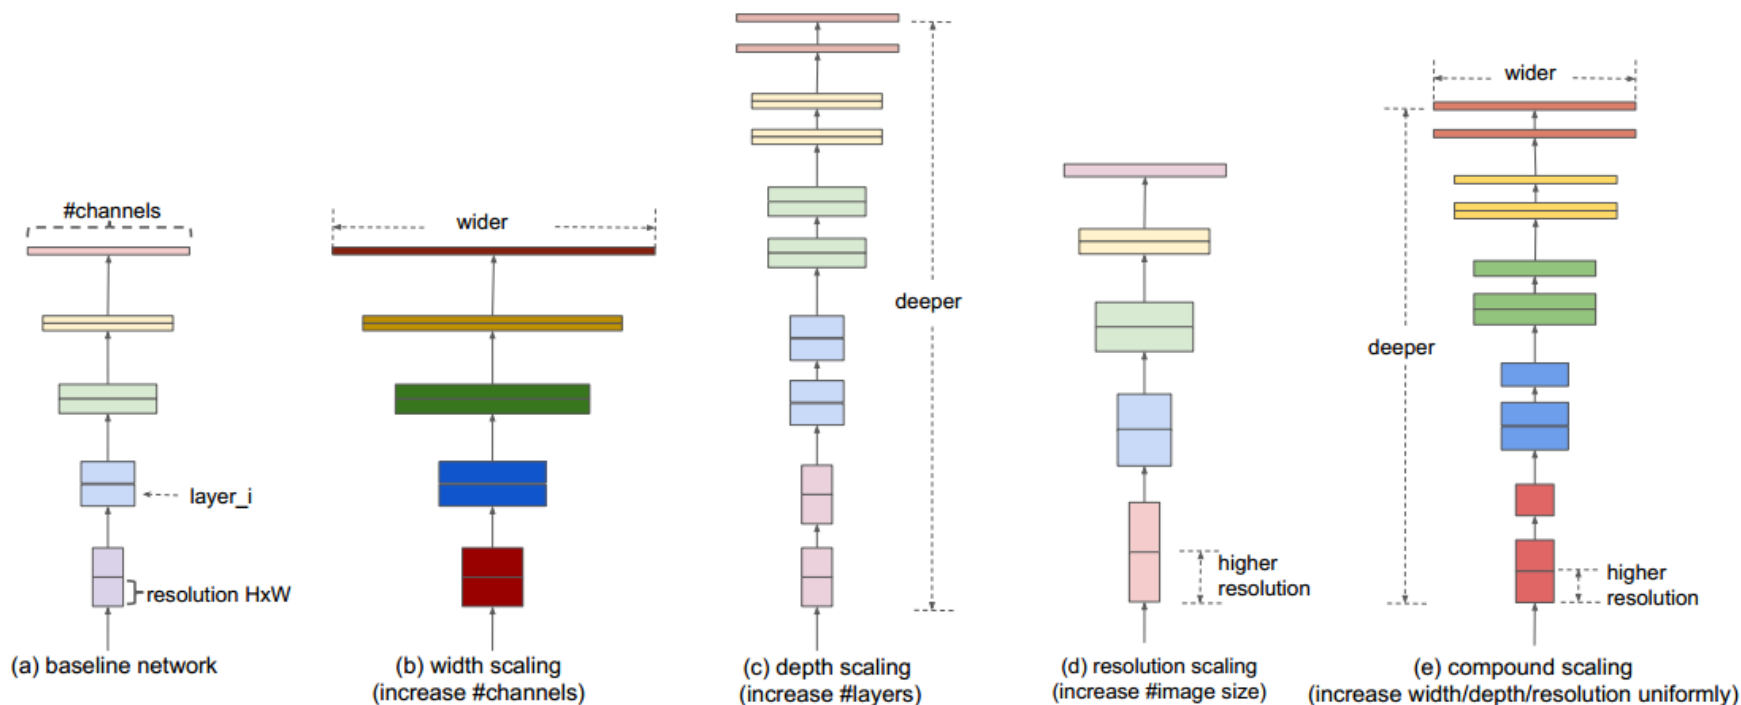 #channels
layer_i
resolution HxW
(a) baseline network
wider
(b) width scaling
(increase #channels)
deeper
(c) depth scaling
(increase #layers)
higher
resolution
(d) resolution scaling
(increase #image size)
wider
deeper
higher
resolution
(e) compound scaling
(increase width/depth/resolution uniformly)